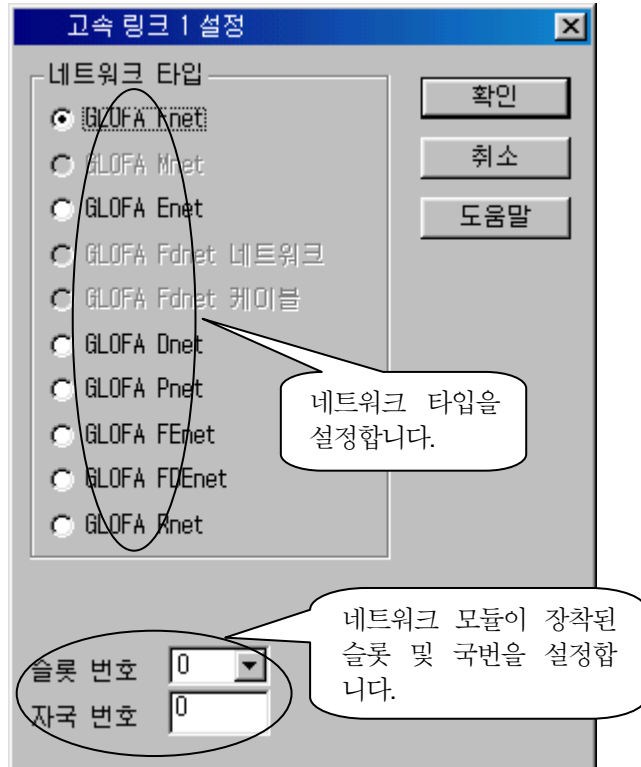 고속 링크 1 설정
네트워크 타입
GLOFA Fnet
GLOFA Mnet
GLOFA Enet
GLOFA Fdnet 네트워크
GLOFA Fdnet 케이블
GLOFA Dnet
GLOFA Pnet
GLOFA FEnet
GLOFA FDEnet
GLOFA Rnet
확인
취소
도움말
네트워크 타입을
설정합니다.
네트워크 모듈이 장착된
슬롯 및 국번을 설정합
니다.
슬롯 번호 0
자국 번호 0